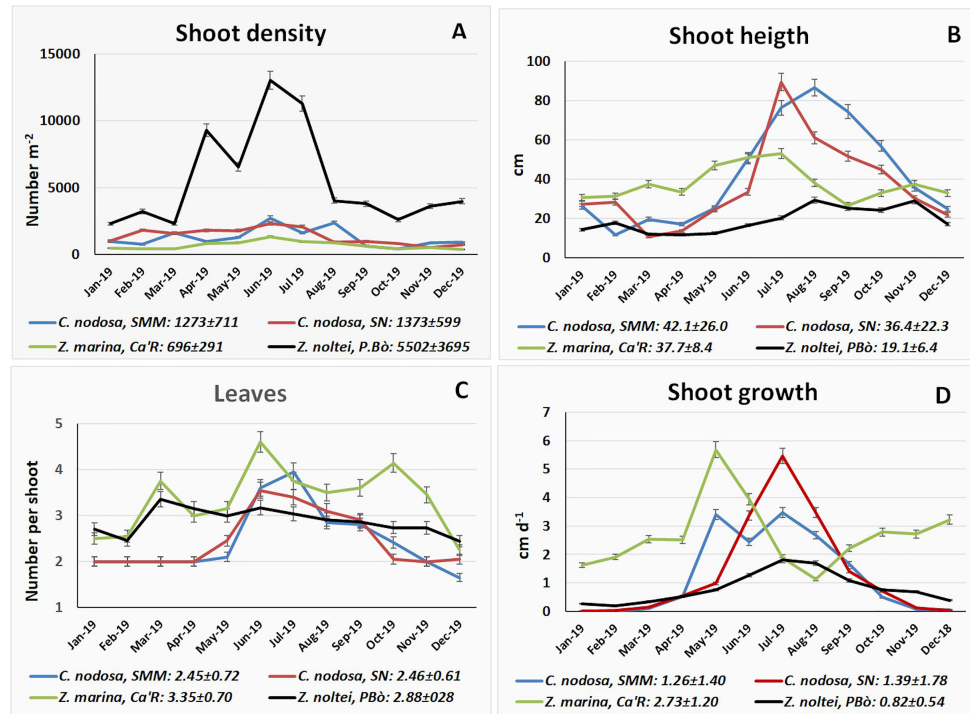 Shoot density A
15000
10000
5000
0
Number m⁻²
Jan-19 Feb-19 Mar-19 Apr-19 May-19 Jun-19 Jul-19 Aug-19 Sep-19 Oct-19 Nov-19 Dec-19
C. nodosa, SMM: 1273±711 C. nodosa, SN: 1373±599
Z. marina, Ca'R: 696±291 Z. noltei, P.Bò: 5502±3695
Shoot heigth B
100
80
60
40
20
0
cm
Jan-19 Feb-19 Mar-19 Apr-19 May-19 Jun-19 Jul-19 Aug-19 Sep-19 Oct-19 Nov-19 Dec-19
C. nodosa, SMM: 42.1±26.0 C. nodosa, SN: 36.4±22.3
Z. marina, Ca'R: 37.7±8.4 Z. noltei, PBò: 19.1±6.4
Leaves C
5
4
3
2
1
Number per shoot
Jan-19 Feb-19 Mar-19 Apr-19 May-19 Jun-19 Jul-19 Aug-19 Sep-19 Oct-19 Nov-19 Dec-19
C. nodosa, SMM: 2.45±0.72 C. nodosa, SN: 2.46±0.61
Z. marina, Ca'R: 3.35±0.70 Z. noltei, PBò: 2.88±028
Shoot growth D
7
6
5
4
3
2
1
0
cm d⁻¹
Jan-19 Feb-19 Mar-19 Apr-19 May-19 Jun-19 Jul-19 Aug-19 Sep-19 Oct-19 Nov-19 Dec-18
C. nodosa, SMM: 1.26±1.40 C. nodosa, SN: 1.39±1.78
Z. marina, Ca'R: 2.73±1.20 Z. noltei, PBò: 0.82±0.54